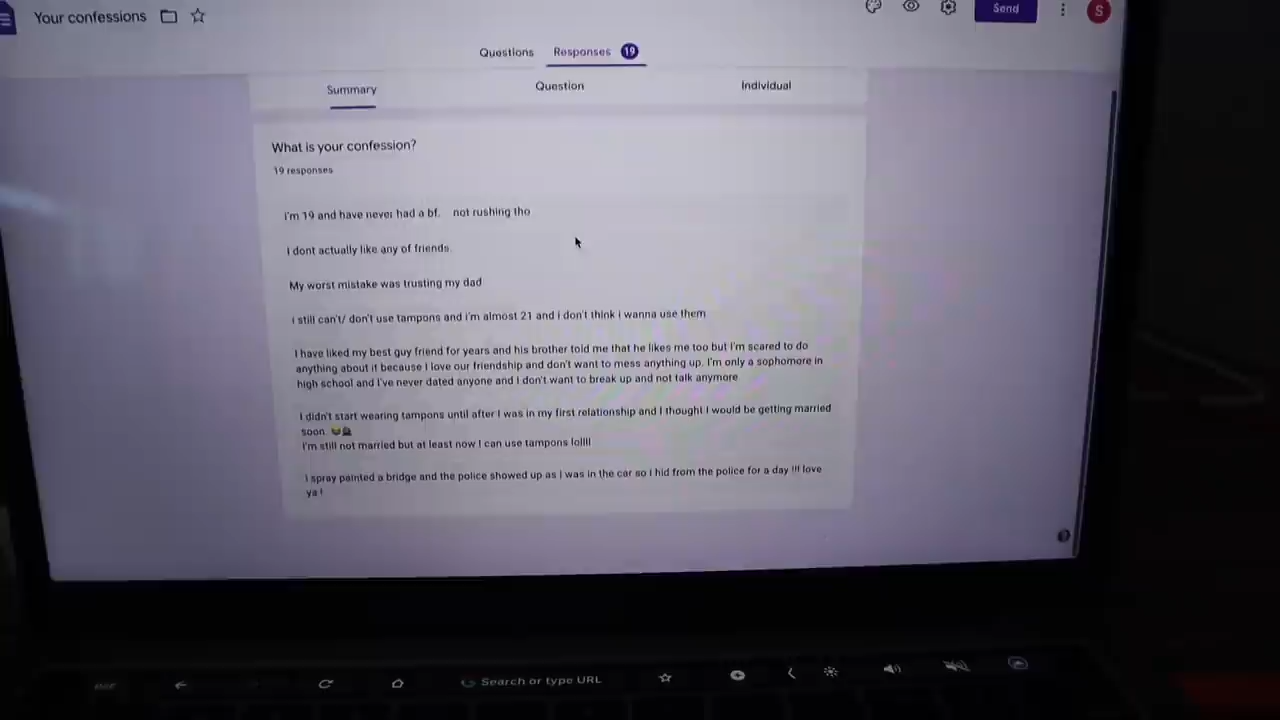 Your confessions
Send
S
Questions
Responses 19
Summary
Question
Individual
What is your confession?
19 responses
i'm 19 and have never had a bf. not rushing tho
I dont actually like any of friends.
My worst mistake was trusting my dad
i still can't/ don't use tampons and i'm almost 21 and i don't think i wanna use them
I have liked my best guy friend for years and his brother told me that he likes me too but I'm scared to do
anything about it because I love our friendship and don't want to mess anything up. I'm only a sophomore in
high school and I've never dated anyone and I don't want to break up and not talk anymore
I didn't start wearing tampons until after I was in my first relationship and I thought I would be getting married
soon. 😂🤦
I'm still not married but at least now I can use tampons lolllll
I spray painted a bridge and the police showed up as I was in the car so I hid from the police for a day !!! love
ya !
esc
Search or type URL